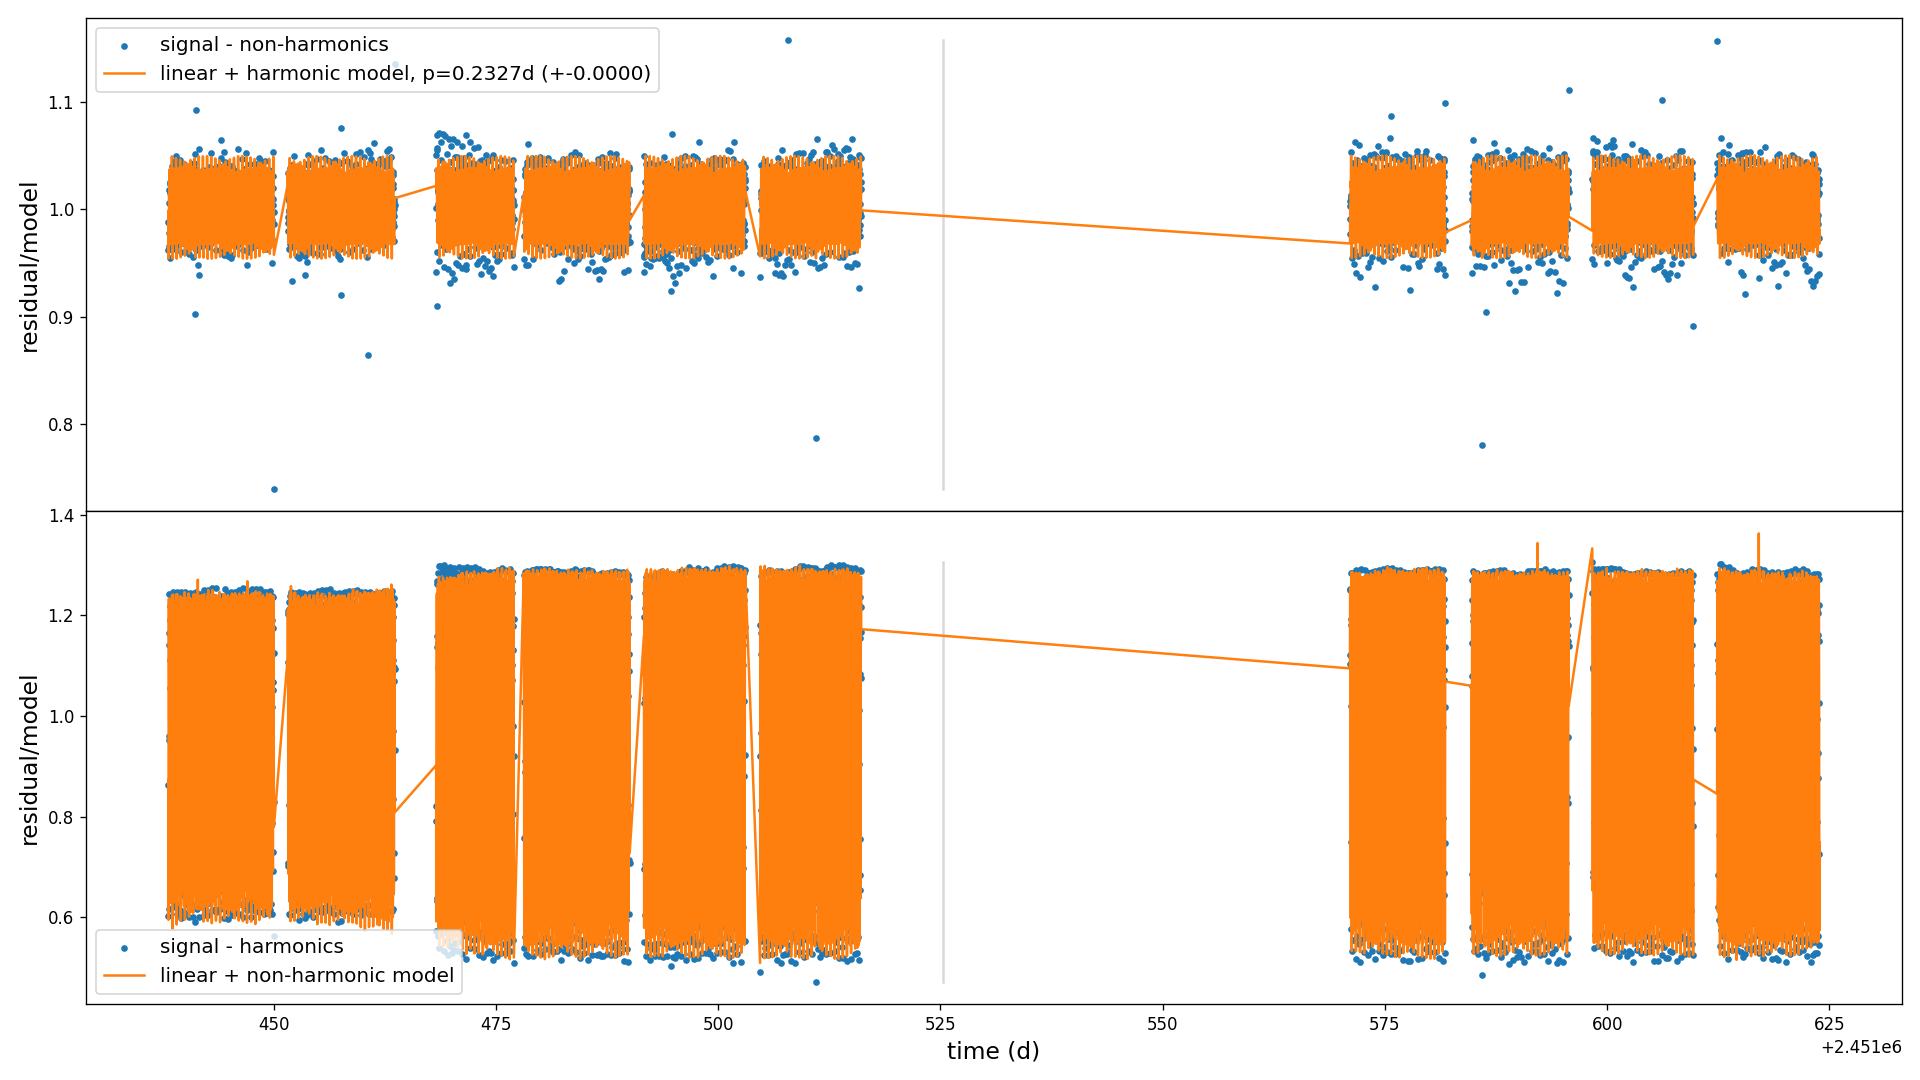 signal - non-harmonics
linear + harmonic model, p=0.2327d (+-0.0000)
1.1
1.0
0.9
0.8
residual/model
1.4
1.2
1.0
0.8
0.6
residual/model
signal - harmonics
linear + non-harmonic model
450
475
500
525
550
575
600
625
time (d)
+2.451e6